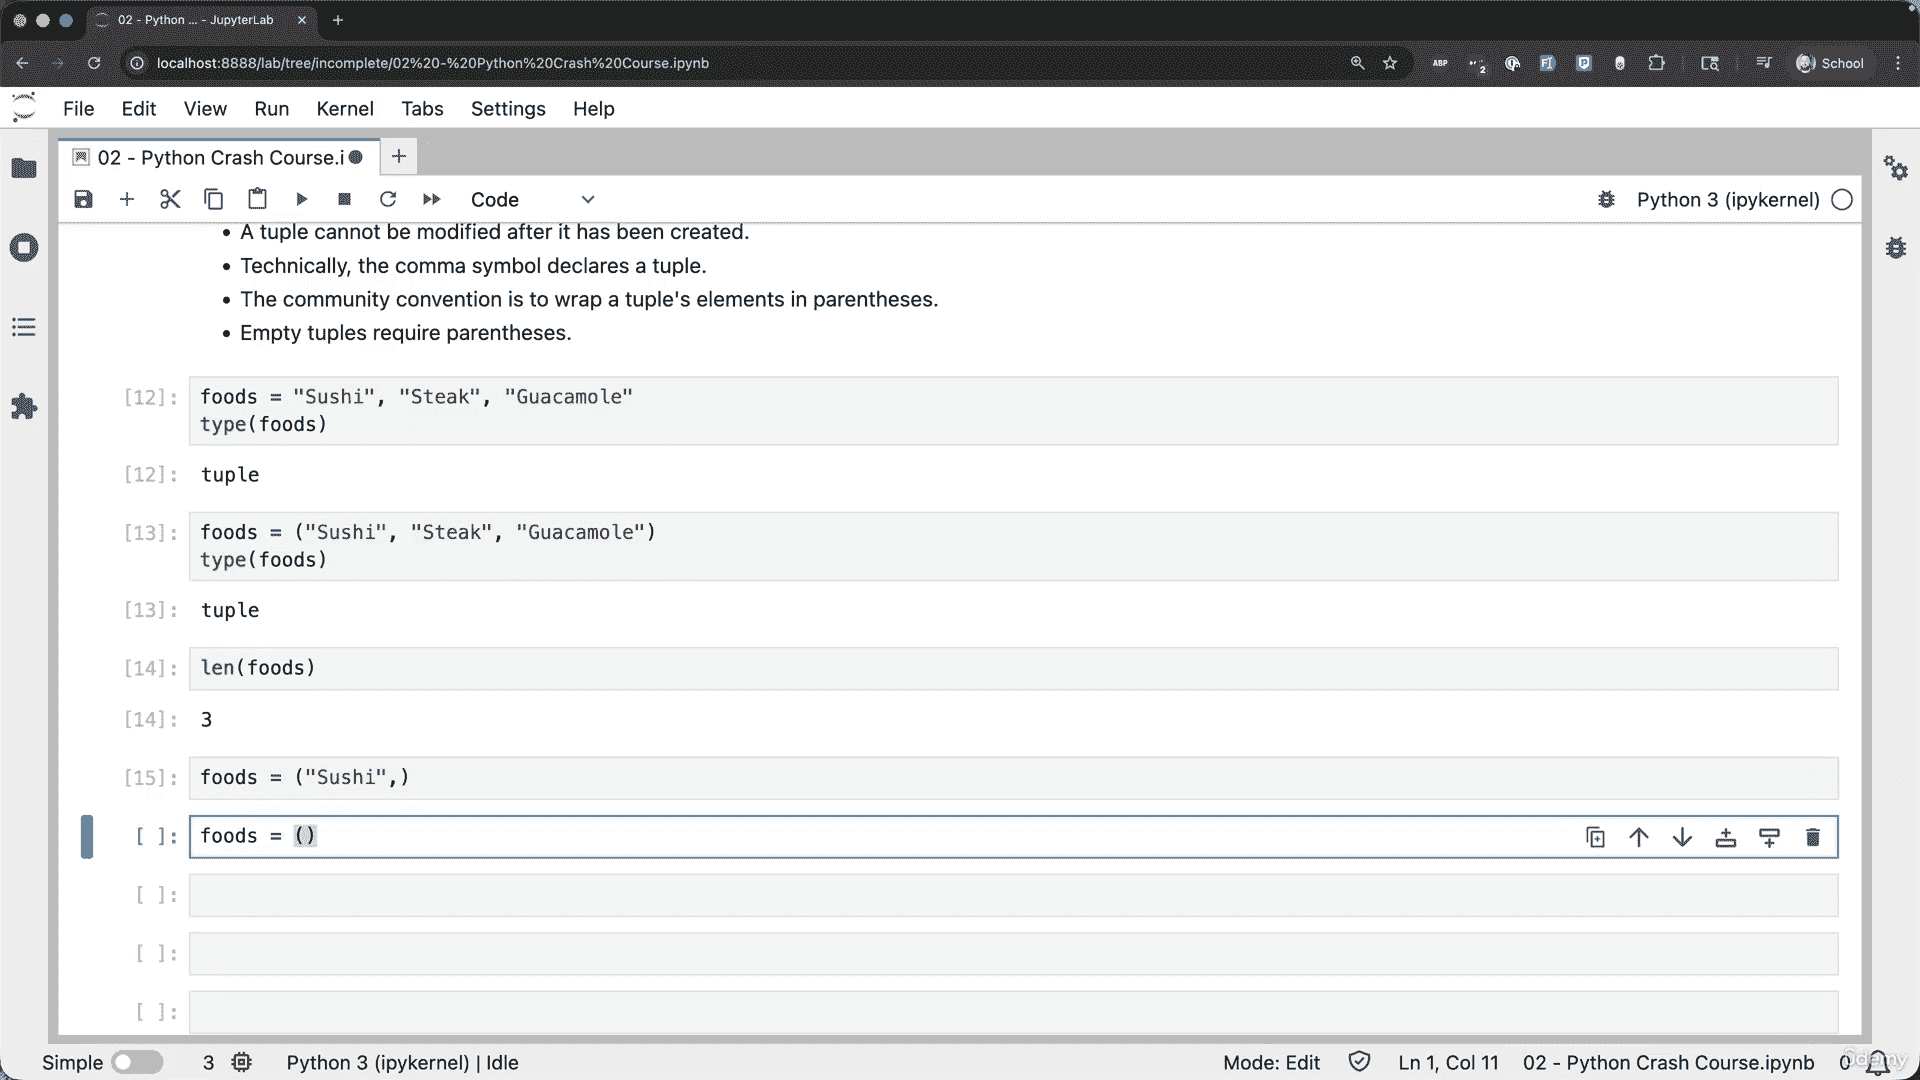 02 - Python ... - JupyterLab
localhost:8888/lab/tree/incomplete/02%20-%20Python%20Crash%20Course.ipynb
ABP
2
School
File Edit View Run Kernel Tabs Settings Help
02 - Python Crash Course.i
Code
Python 3 (ipykernel)
A tuple cannot be modified after it has been created.
Technically, the comma symbol declares a tuple.
The community convention is to wrap a tuple's elements in parentheses.
Empty tuples require parentheses.
[12]: foods = "Sushi", "Steak", "Guacamole"
type(foods)
[12]: tuple
[13]: foods = ("Sushi", "Steak", "Guacamole")
type(foods)
[13]: tuple
[14]: len(foods)
[14]: 3
[15]: foods = ("Sushi",)
[ ]: foods = ()
[ ]:
[ ]:
[ ]:
Simple 3 Python 3 (ipykernel) | Idle Mode: Edit Ln 1, Col 11 02 - Python Crash Course.ipynb 0
Udemy